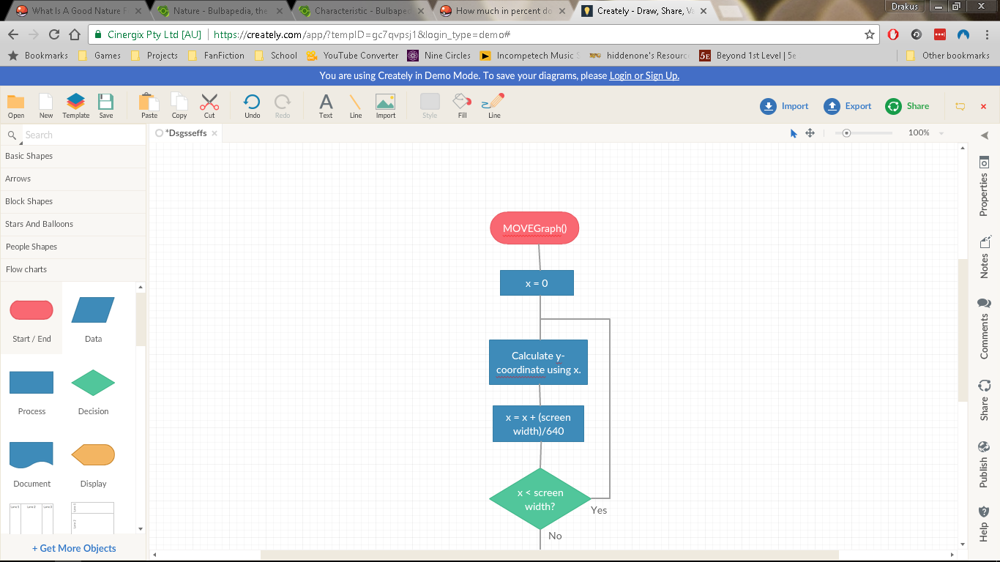 What Is A Good Nature F
Nature - Bulbapedia, the
Characteristic - Bulbaped
How much in percent do
Creately - Draw, Share, Va
Drakus
Cinergix Pty Ltd [AU]
https://creately.com/app/?tempID=gc7qvpsj1&login_type=demo#
Bookmarks
Games
Projects
FanFiction
School
YouTube Converter
Nine Circles
Incompetech Music S
hiddenone's Resourc
5E
Beyond 1st Level | 5e
Other bookmarks
You are using Creately in Demo Mode. To save your diagrams, please Login or Sign Up.
Open
New
Template
Save
Paste
Copy
Cut
Undo
Redo
Text
Line
Import
Style
Fill
Line
Import
Export
Share
Search
*Dsgsseffs
100%
Basic Shapes
Arrows
Block Shapes
Stars And Balloons
People Shapes
Flow charts
Start / End
Data
Process
Decision
Document
Display
+ Get More Objects
MOVEGraph()
x = 0
Calculate y-
coordinate using x.
x = x + (screen
width)/640
x < screen
width?
Yes
No
Properties
Notes
Comments
Share
Publish
Help